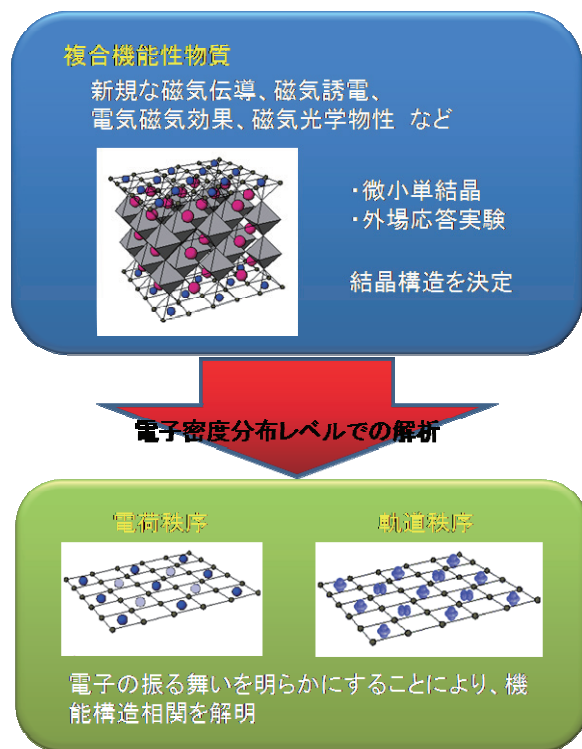 複合機能性物質
新規な磁気伝導、磁気誘電、
電気磁気効果、磁気光学物性 など
・微小単結晶
・外場応答実験
結晶構造を決定
電子密度分布レベルでの解析
電荷秩序
軌道秩序
電子の振る舞いを明らかにすることにより、機
能構造相関を解明